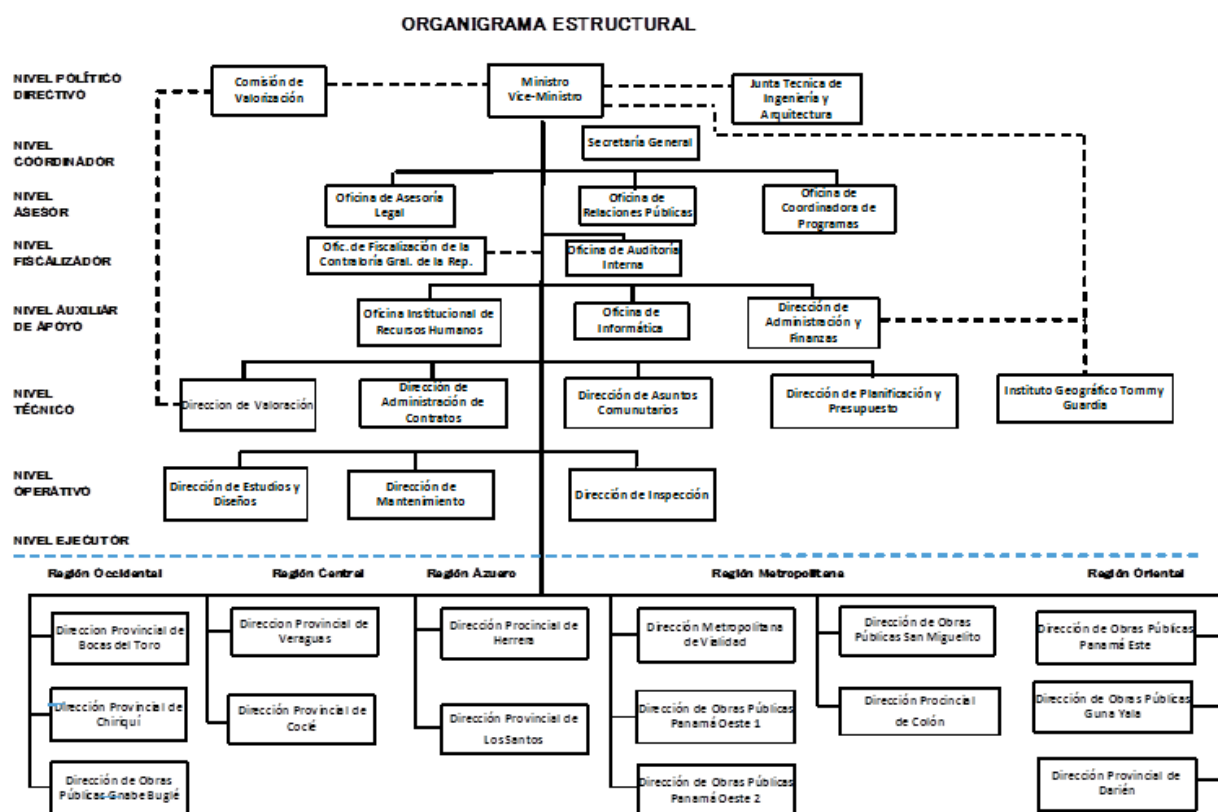 ORGANIGRAMA ESTRUCTURAL
NIVEL POLÍTICO
DIRECTIVO
Comisión de
Valorización
Ministro
Vice-Ministro
Junta Tecnica de
Ingeniería y
Arquitectura
NIVEL
COORDINADOR
Secretaría General
NIVEL
ASESOR
Oficina de Asesoría
Legal
Oficina de
Relaciones Públicas
Oficina de
Coordinadora de
Programas
NIVEL
FISCALIZADOR
Ofic. de Fiscalización de la
Contraloría Gral. de la Rep.
Oficina de Auditoría
Interna
NIVEL AUXILIAR
DE APOYO
Oficina Institucional de
Recursos Humanos
Oficina de
Informática
Dirección de
Administración y
Finanzas
NIVEL
TÉCNICO
Direccion de Valoración
Dirección de
Administración de
Contratos
Dirección de Asuntos
Comunutarios
Dirección de Planificación y
Presupuesto
Instituto Geográfico Tommy
Guardia
NIVEL
OPERATIVO
Dirección de Estudios y
Diseños
Dirección de
Mantenimiento
Dirección de Inspección
NIVEL EJECUTOR
Región Occidental
Región Central
Región Azuero
Región Metropolitana
Región Oriental
Direccion Provincial de
Bocas del Toro
Dirección Provincial de
Chiriquí
Dirección de Obras
Públicas Gnabe Buglé
Direccion Provincial de
Veraguas
Dirección Provincial de
Coclé
Dirección Procincial de
Herrera
Dirección Provincial de
Los Santos
Dirección Metropolitana
de Vialidad
Dirección de Obras Públicas
Panamá Oeste 1
Dirección de Obras Públicas
Panamá Oeste 2
Dirección de Obras
Públicas San Miguelito
Dirección Procincial
de Colón
Dirección de Obras Públicas
Panamá Este
Dirección de Obras Públicas
Guna Yala
Dirección Provincial de
Darién